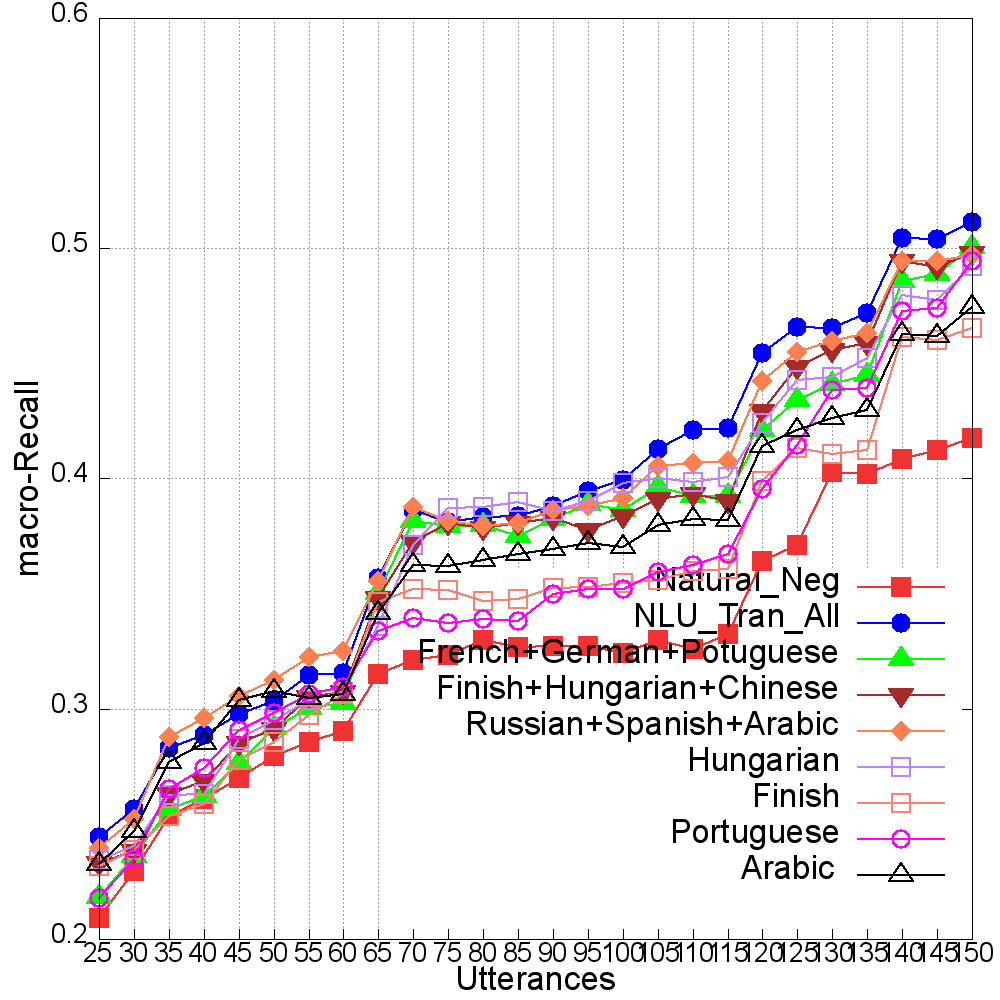 0.6
0.5
0.4
0.3
0.2
macro-Recall
Natural_Neg
NLU_Tran_All
French+German+Potuguese
Finish+Hungarian+Chinese
Russian+Spanish+Arabic
Hungarian
Finish
Portuguese
Arabic
25 30 35 40 45 50 55 60 65 70 75 80 85 90 95 100 105 110 115 120 125 130 135 140 145 150
Utterances